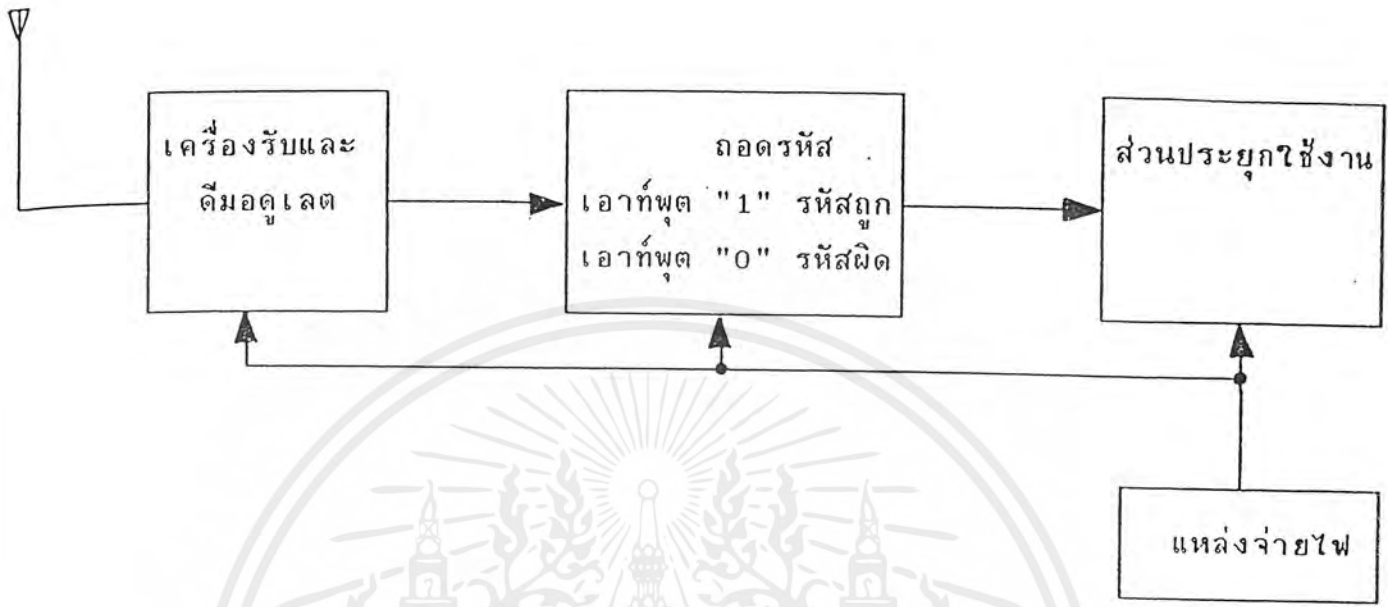 เครื่องรับและ
ดีมอดูเลต
ถอดรหัส
เอาท์พุต "1" รหัสถูก
เอาท์พุต "0" รหัสผิด
ส่วนประยุกใช้งาน
แหล่งจ่ายไฟ